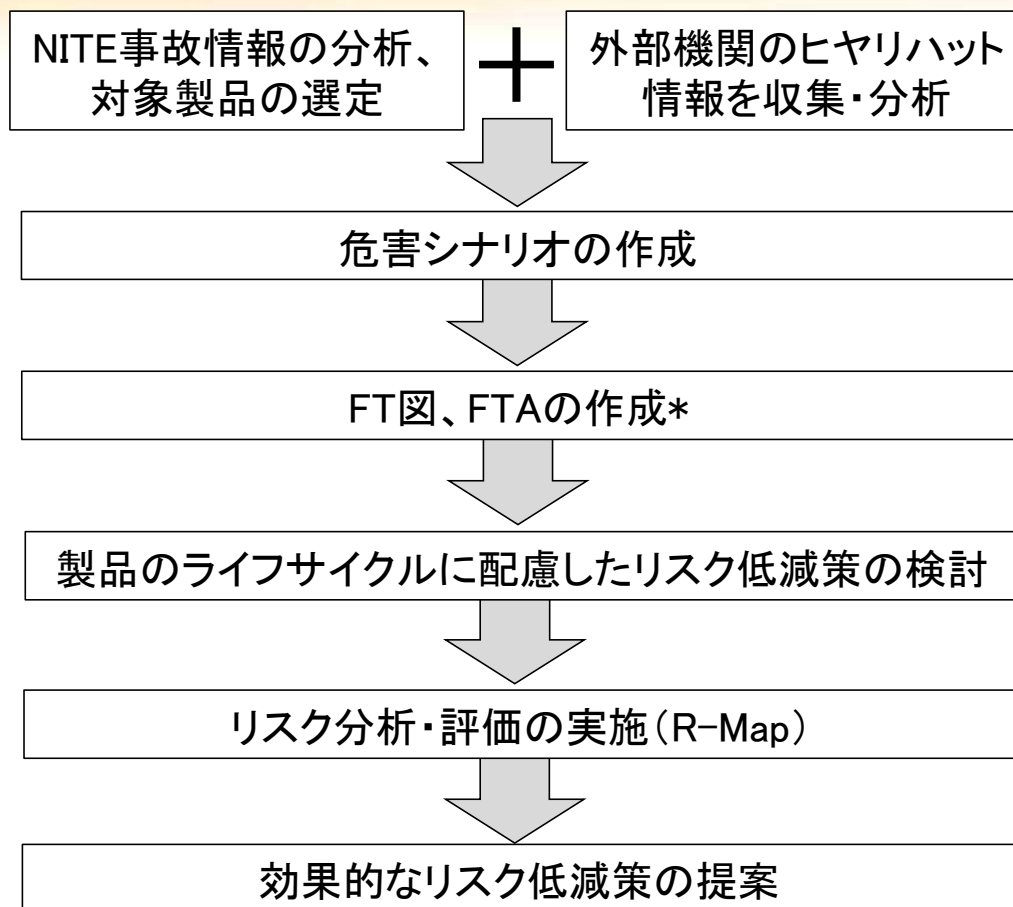 NITE事故情報の分析、
対象製品の選定
＋
外部機関のヒヤリハット
情報を収集・分析
危害シナリオの作成
FT図、FTAの作成*
製品のライフサイクルに配慮したリスク低減策の検討
リスク分析・評価の実施（R-Map）
効果的なリスク低減策の提案